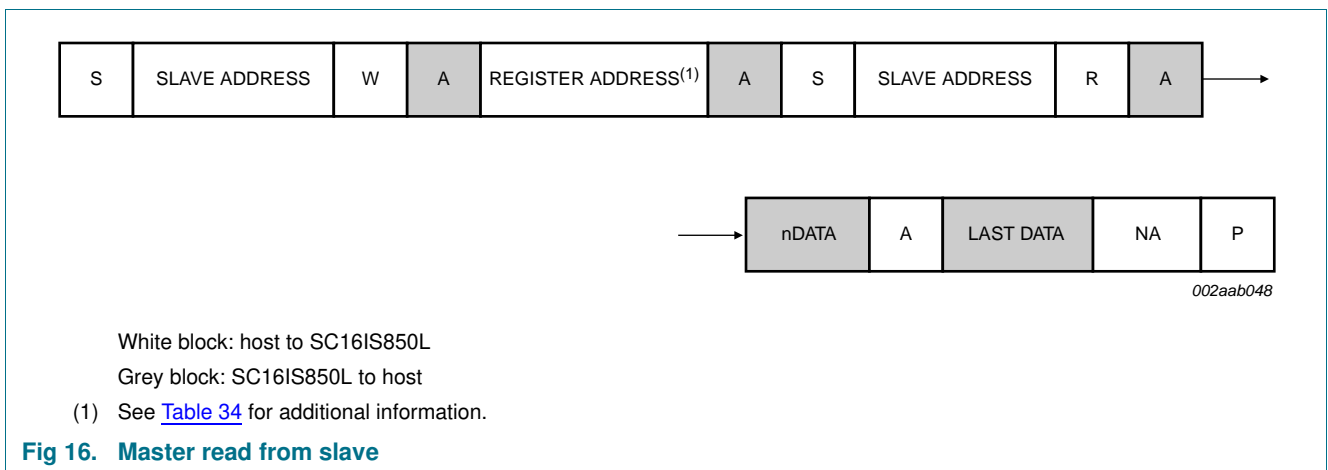 S SLAVE ADDRESS W A REGISTER ADDRESS(1) A S SLAVE ADDRESS R A
nDATA A LAST DATA NA P
002aab048
White block: host to SC16IS850L
Grey block: SC16IS850L to host
(1) See Table 34 for additional information.
Fig 16. Master read from slave